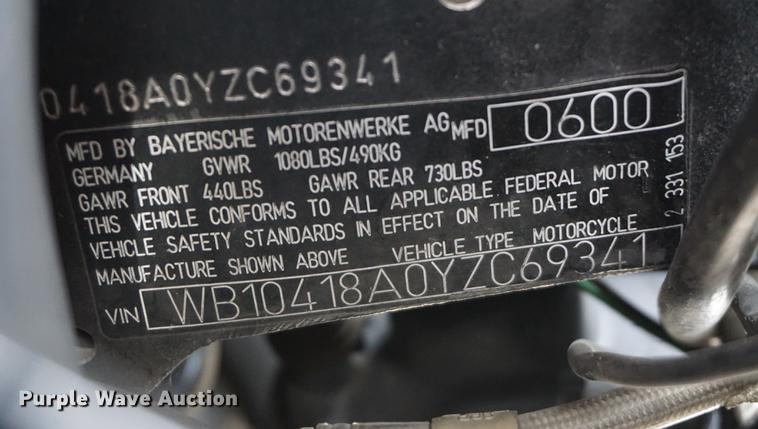 0418A0YZC69341
MFD BY BAYERISCHE MOTORENWERKE AG MFD 0600
GERMANY GVWR 1080LBS/490KG
GAWR FRONT 440LBS GAWR REAR 730LBS
THIS VEHICLE CONFORMS TO ALL APPLICABLE FEDERAL MOTOR
VEHICLE SAFETY STANDARDS IN EFFECT ON THE DATE OF
MANUFACTURE SHOWN ABOVE VEHICLE TYPE MOTORCYCLE
VIN WB10418A0YZC69341
2 331 153
Purple Wave Auction